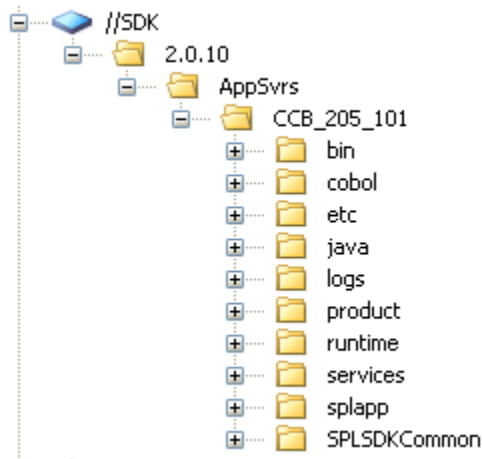 //SDK
2.0.10
AppSvrs
CCB_205_101
bin
cobol
etc
java
logs
product
runtime
services
splapp
SPLSDKCommon